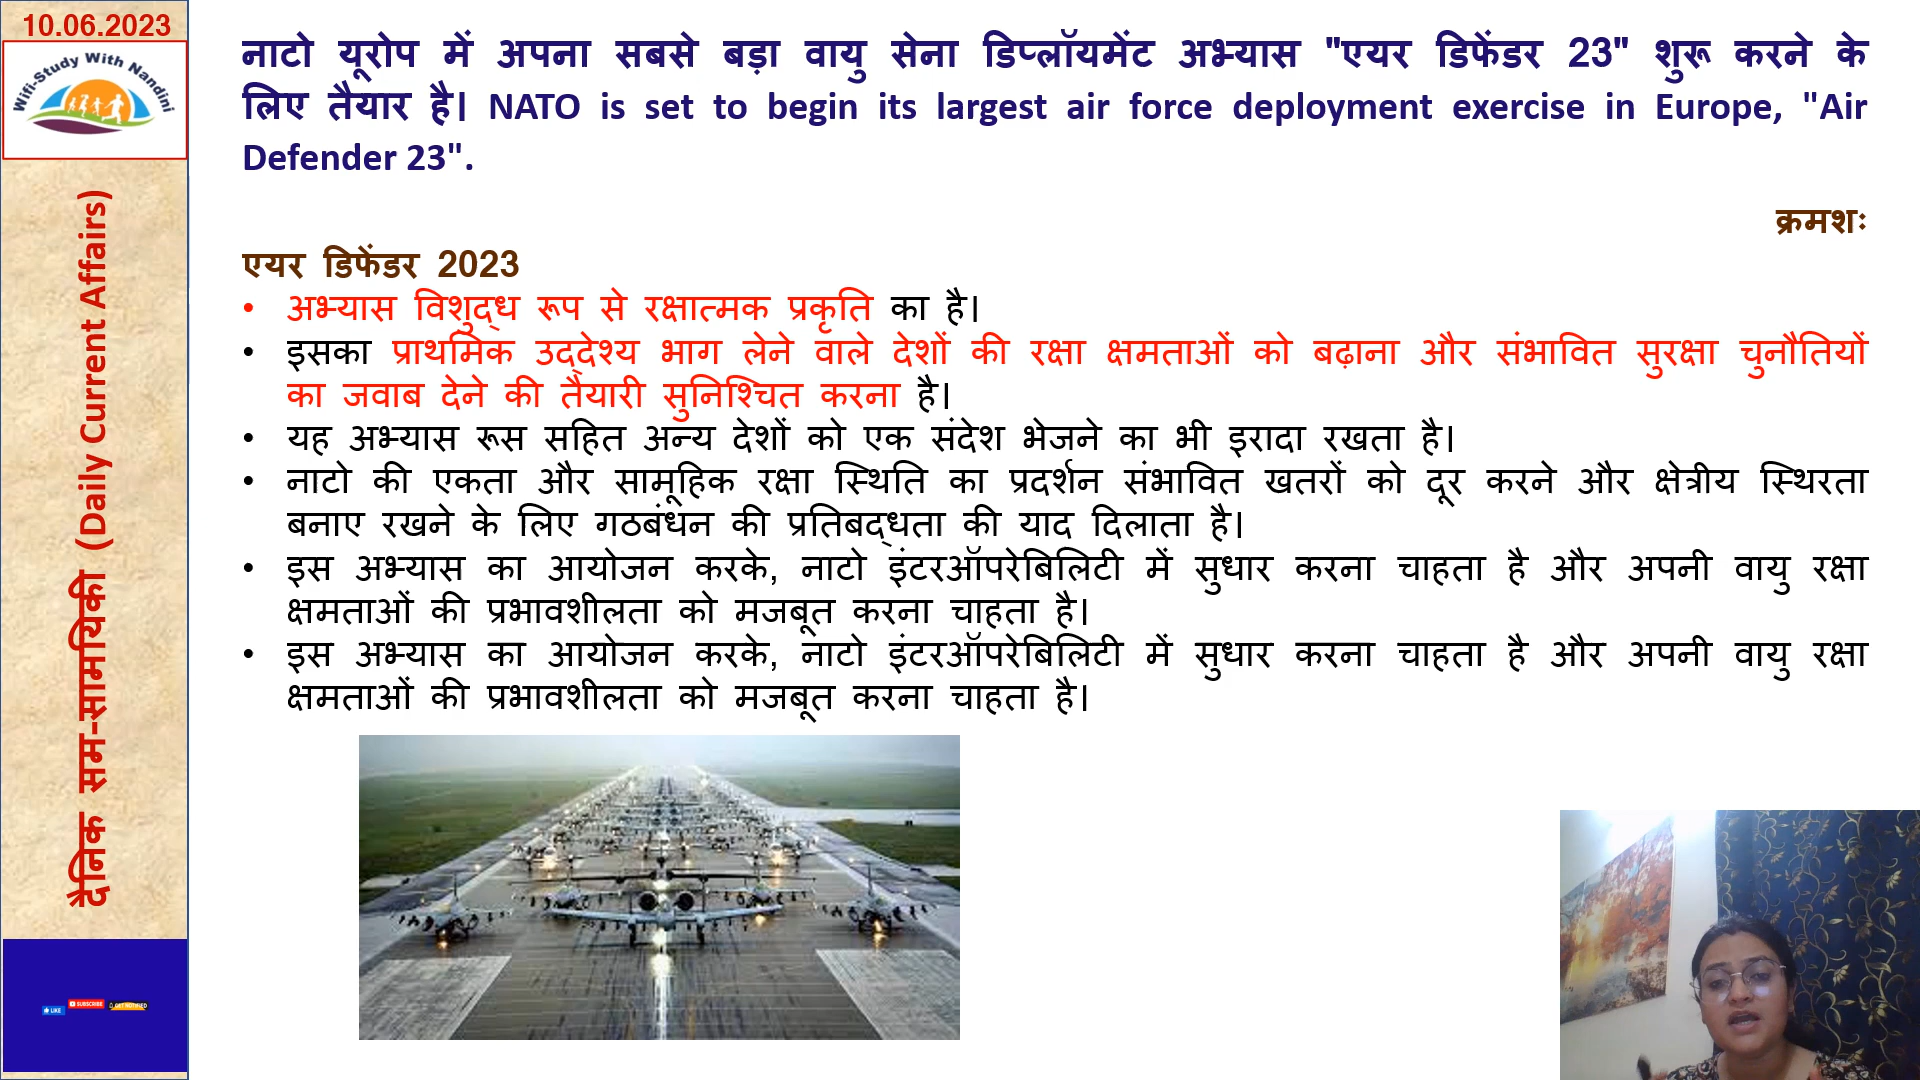 10.06.2023
Wifi-Study With Nandini
दैनिक सम-सामयिकी (Daily Current Affairs)
LIKE
SUBSCRIBE
GET NOTIFIED
नाटो यूरोप में अपना सबसे बड़ा वायु सेना डिप्लॉयमेंट अभ्यास "एयर डिफेंडर 23" शुरू करने के
लिए तैयार है। NATO is set to begin its largest air force deployment exercise in Europe, "Air
Defender 23".
क्रमशः
एयर डिफेंडर 2023
• अभ्यास विशुद्ध रूप से रक्षात्मक प्रकृति का है।
• इसका प्राथमिक उद्देश्य भाग लेने वाले देशों की रक्षा क्षमताओं को बढ़ाना और संभावित सुरक्षा चुनौतियों
का जवाब देने की तैयारी सुनिश्चित करना है।
• यह अभ्यास रूस सहित अन्य देशों को एक संदेश भेजने का भी इरादा रखता है।
• नाटो की एकता और सामूहिक रक्षा स्थिति का प्रदर्शन संभावित खतरों को दूर करने और क्षेत्रीय स्थिरता
बनाए रखने के लिए गठबंधन की प्रतिबद्धता की याद दिलाता है।
• इस अभ्यास का आयोजन करके, नाटो इंटरऑपरेबिलिटी में सुधार करना चाहता है और अपनी वायु रक्षा
क्षमताओं की प्रभावशीलता को मजबूत करना चाहता है।
• इस अभ्यास का आयोजन करके, नाटो इंटरऑपरेबिलिटी में सुधार करना चाहता है और अपनी वायु रक्षा
क्षमताओं की प्रभावशीलता को मजबूत करना चाहता है।